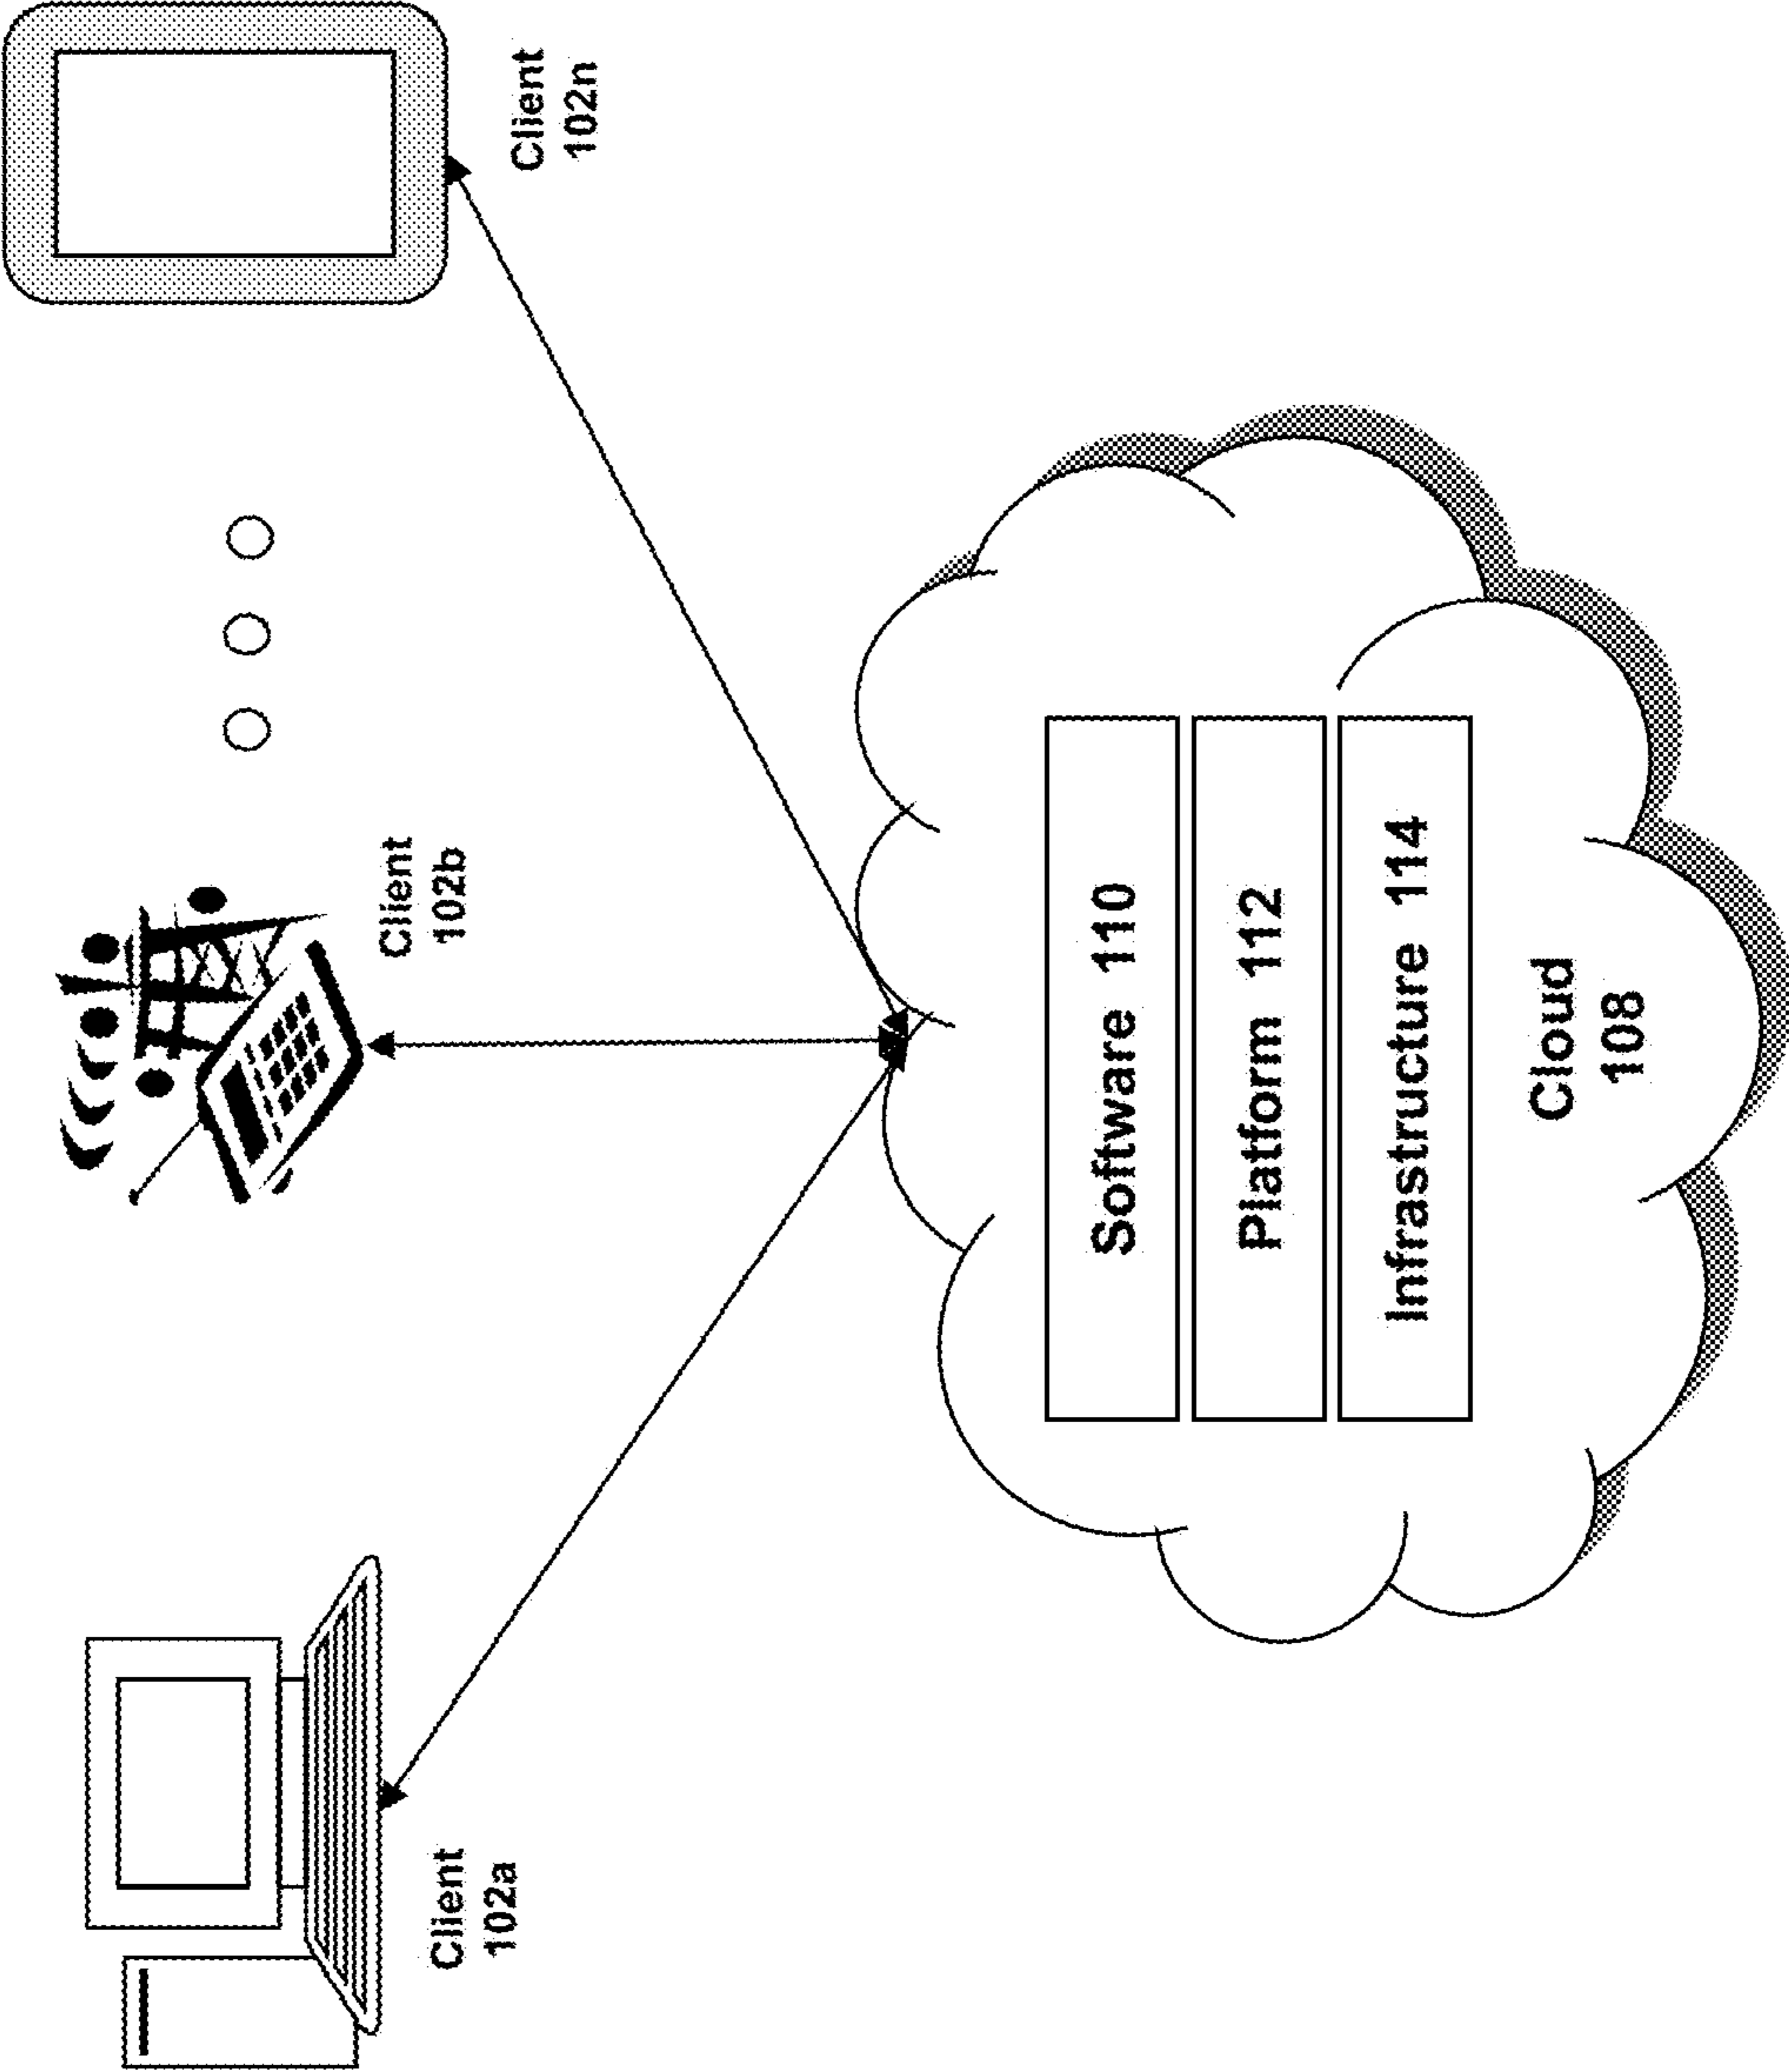 Client
102a
Client
102b
Client
102n
Software 110
Platform 112
Infrastructure 114
Cloud
108